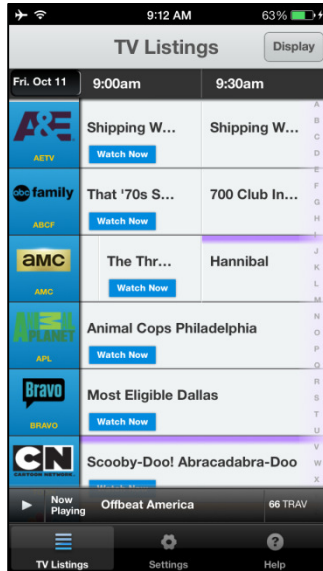 9:12 AM 63%
TV Listings Display
Fri. Oct 11 9:00am 9:30am
A&E AETV Shipping W... Shipping W...
Watch Now
abc family ABCF That '70s S... 700 Club In...
Watch Now
amc AMC The Thr... Hannibal
Watch Now
ANIMAL PLANET APL Animal Cops Philadelphia
Watch Now
Bravo BRAVO Most Eligible Dallas
Watch Now
CN CARTOON NETWORK Scooby-Doo! Abracadabra-Doo
Now Playing Offbeat America 66 TRAV
TV Listings Settings Help
A
B
C
D
E
F
G
H
I
J
K
L
M
N
O
P
Q
R
S
T
U
V
W
X